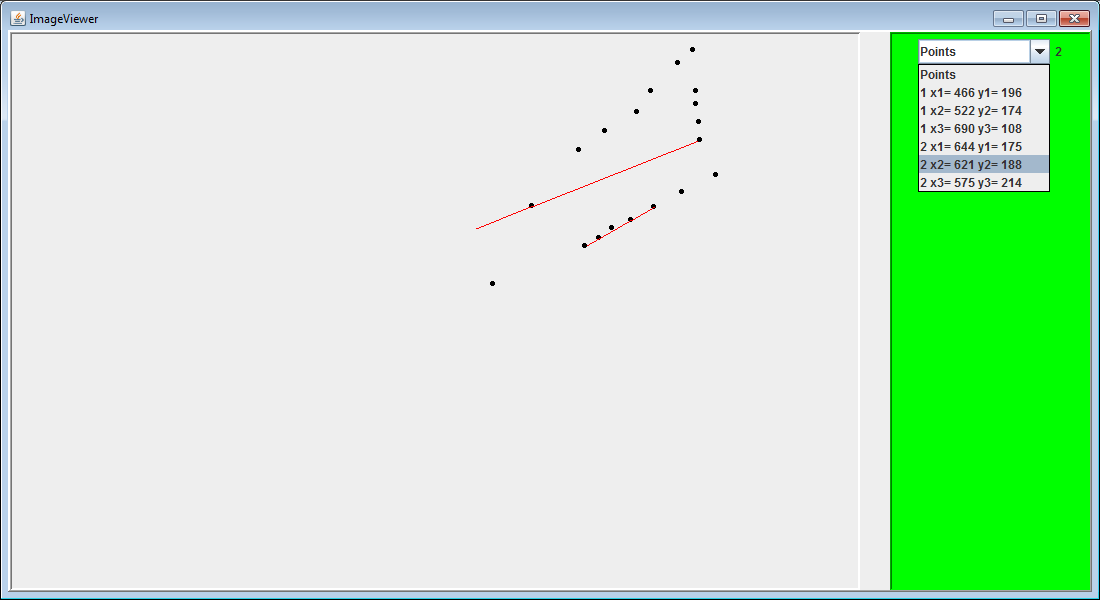 ImageViewer
Points 2
Points
1 x1= 466 y1= 196
1 x2= 522 y2= 174
1 x3= 690 y3= 108
2 x1= 644 y1= 175
2 x2= 621 y2= 188
2 x3= 575 y3= 214